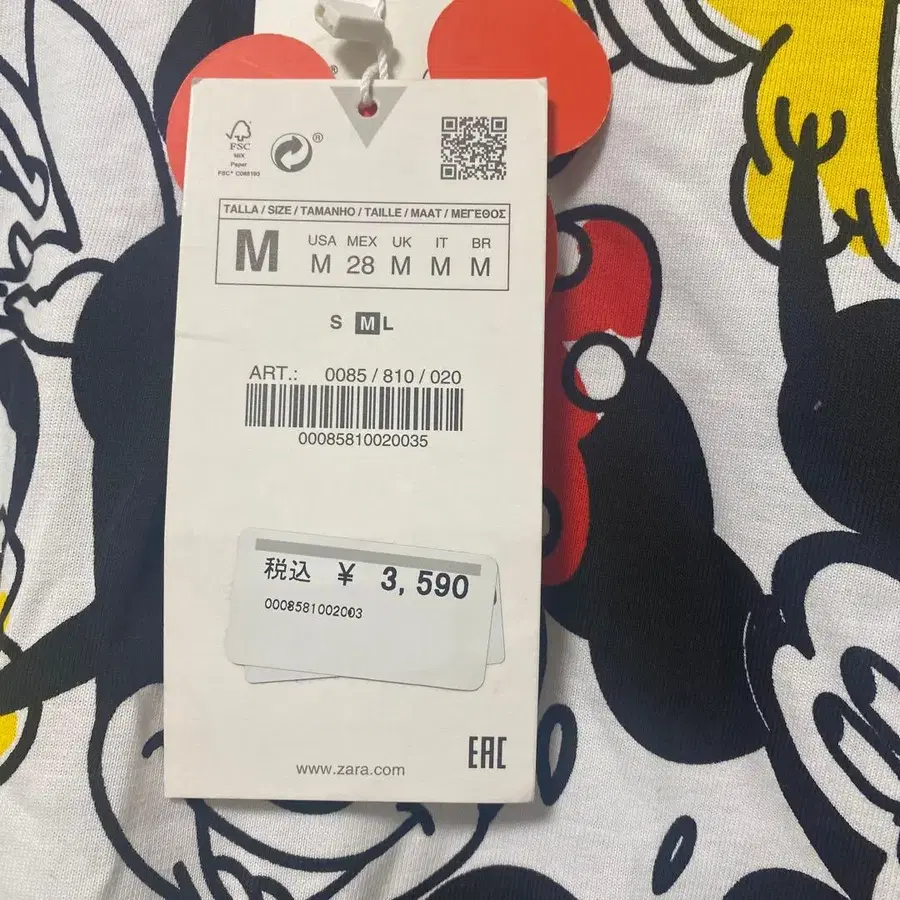 FSC
MIX
Paper
FSC® C068193
®
TALLA / SIZE / TAMANHO / TAILLE / MAAT / ΜΕΓΕΘΟΣ
M
USA MEX UK IT BR
M 28 M M M
S M L
ART.: 0085 / 810 / 020
00085810020035
税込 ¥ 3,590
0008581002003
www.zara.com
EAC